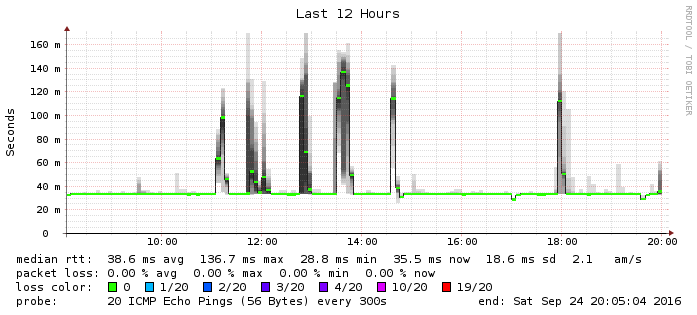 Last 12 Hours
RRDTOOL / TOBI OETIKER
Seconds
160 m
140 m
120 m
100 m
80 m
60 m
40 m
20 m
0
10:00 12:00 14:00 16:00 18:00 20:00
median rtt: 38.6 ms avg 136.7 ms max 28.8 ms min 35.5 ms now 18.6 ms sd 2.1 am/s
packet loss: 0.00 % avg 0.00 % max 0.00 % min 0.00 % now
loss color: 0 1/20 2/20 3/20 4/20 10/20 19/20
probe: 20 ICMP Echo Pings (56 Bytes) every 300s end: Sat Sep 24 20:05:04 2016